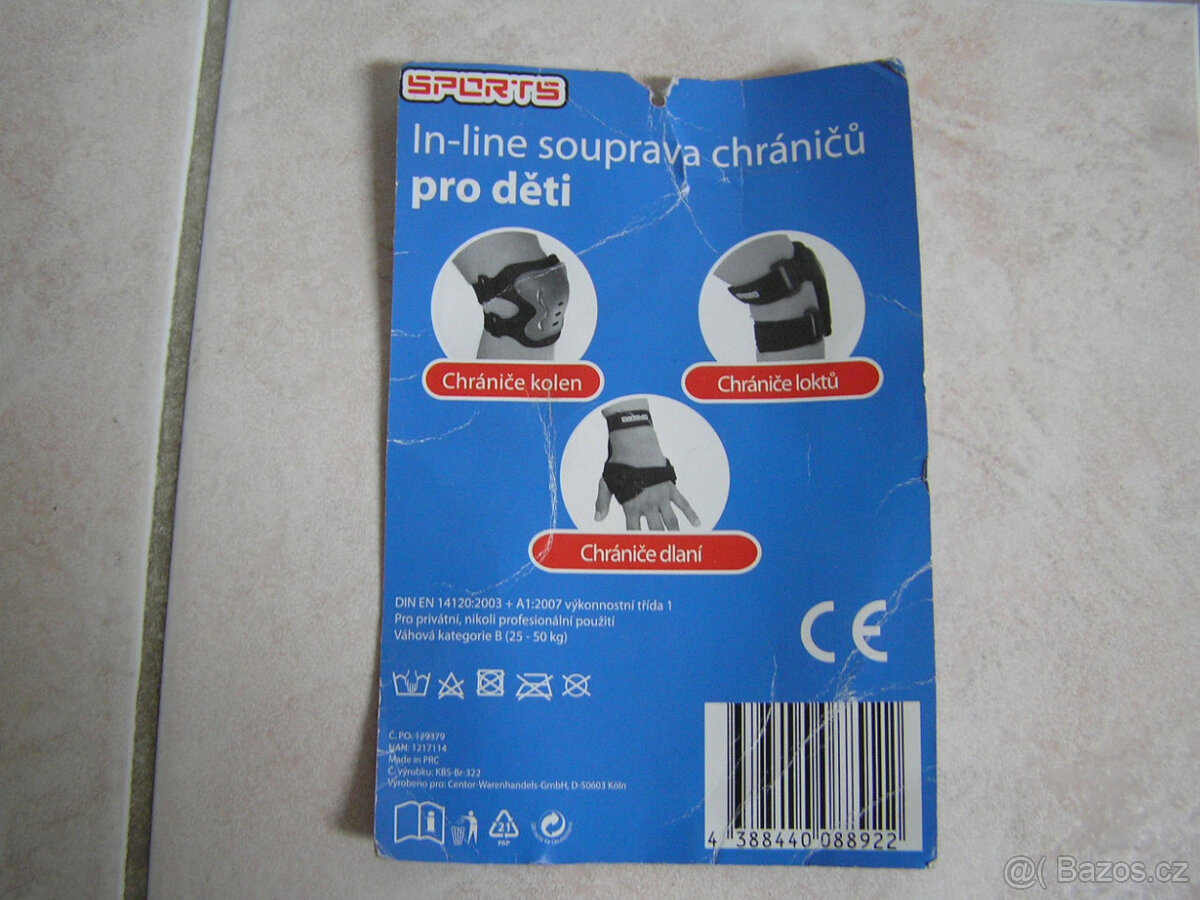 SPORTS
In-line souprava chráničů
pro děti
Chrániče kolen
Chrániče loktů
Chrániče dlaní
DIN EN 14120:2003 + A1:2007 výkonnostní třída 1
Pro privátní, nikoli profesionální použití
Váhová kategorie B (25 - 50 kg)
CE
Č. PO: 129379
NAN: 1217114
Made in PRC
Č. výrobku: KBS-Br-322
Vyrobeno pro: Centor Warenhandels GmbH, D-50603 Köln
21
PAP
4 388440 088922
@( Bazos.cz